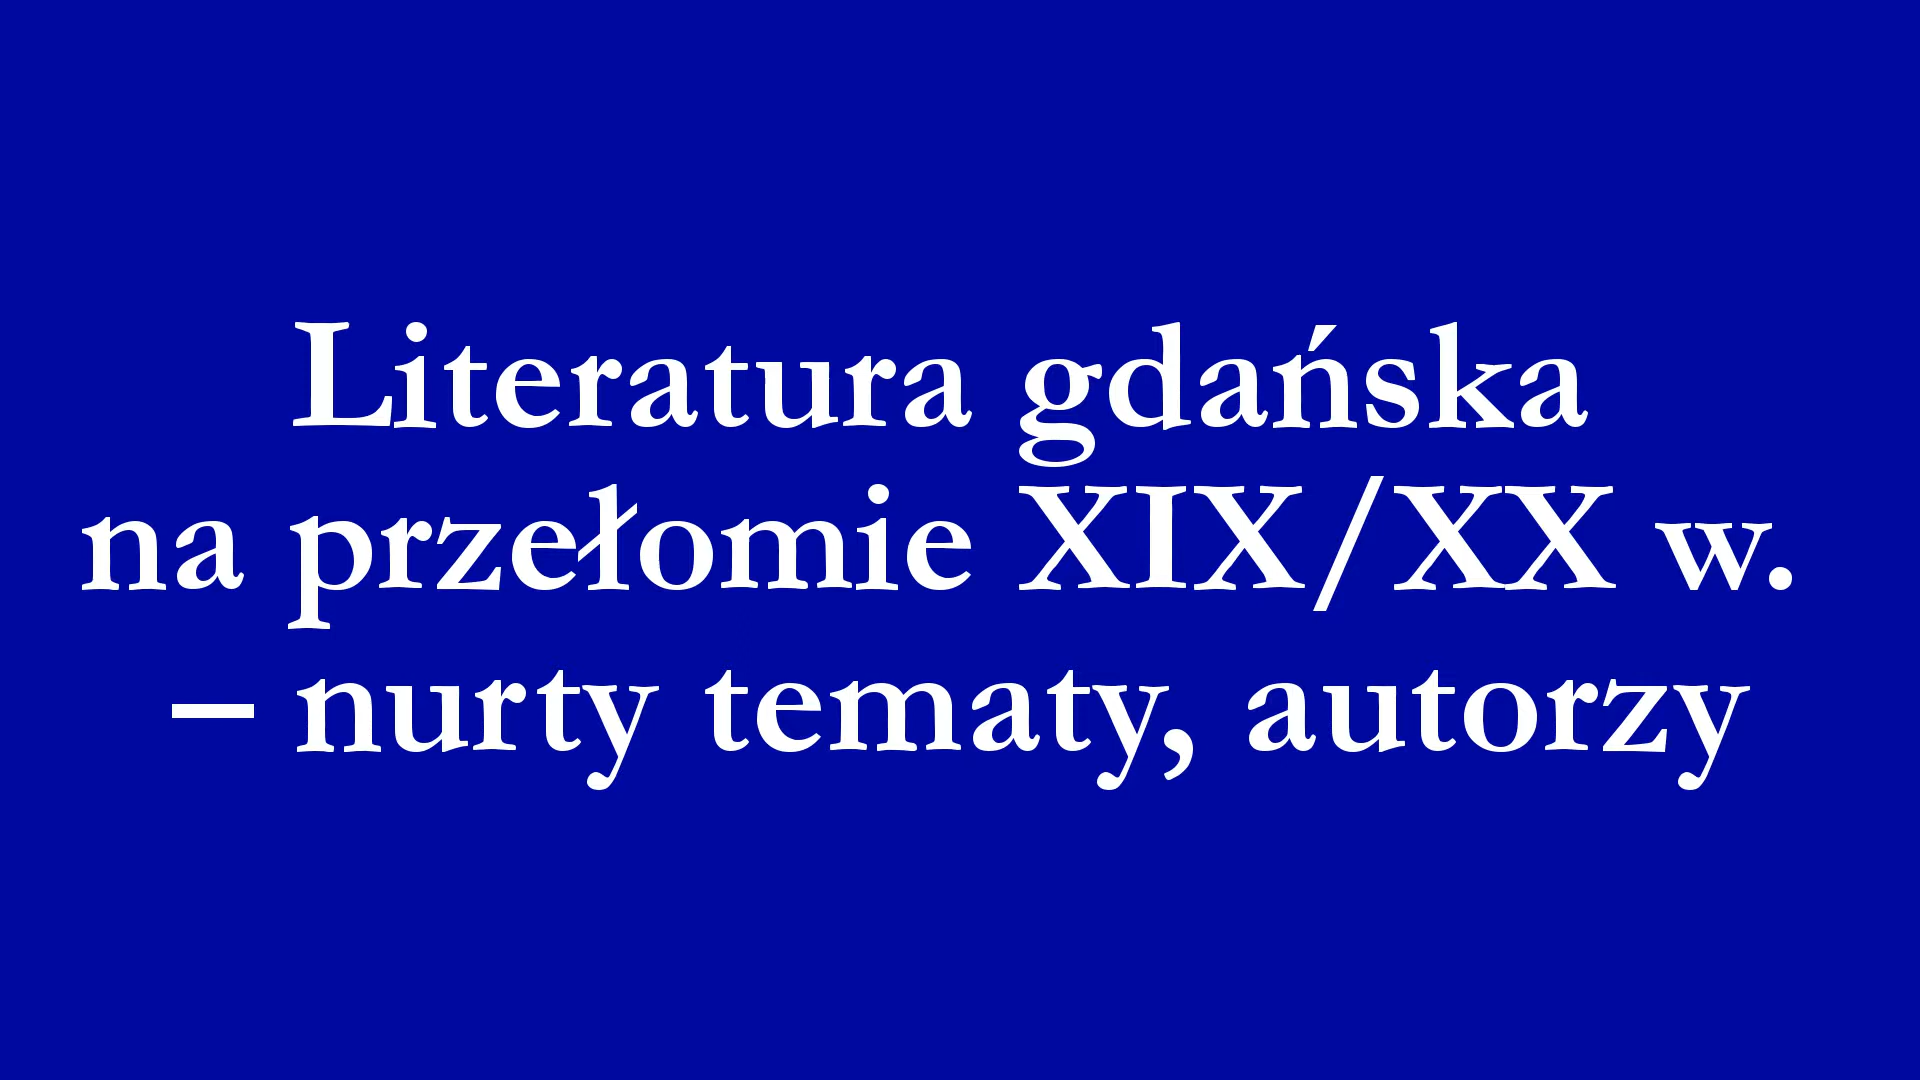 Literatura gdańska
na przełomie XIX/XX w.
– nurty tematy, autorzy